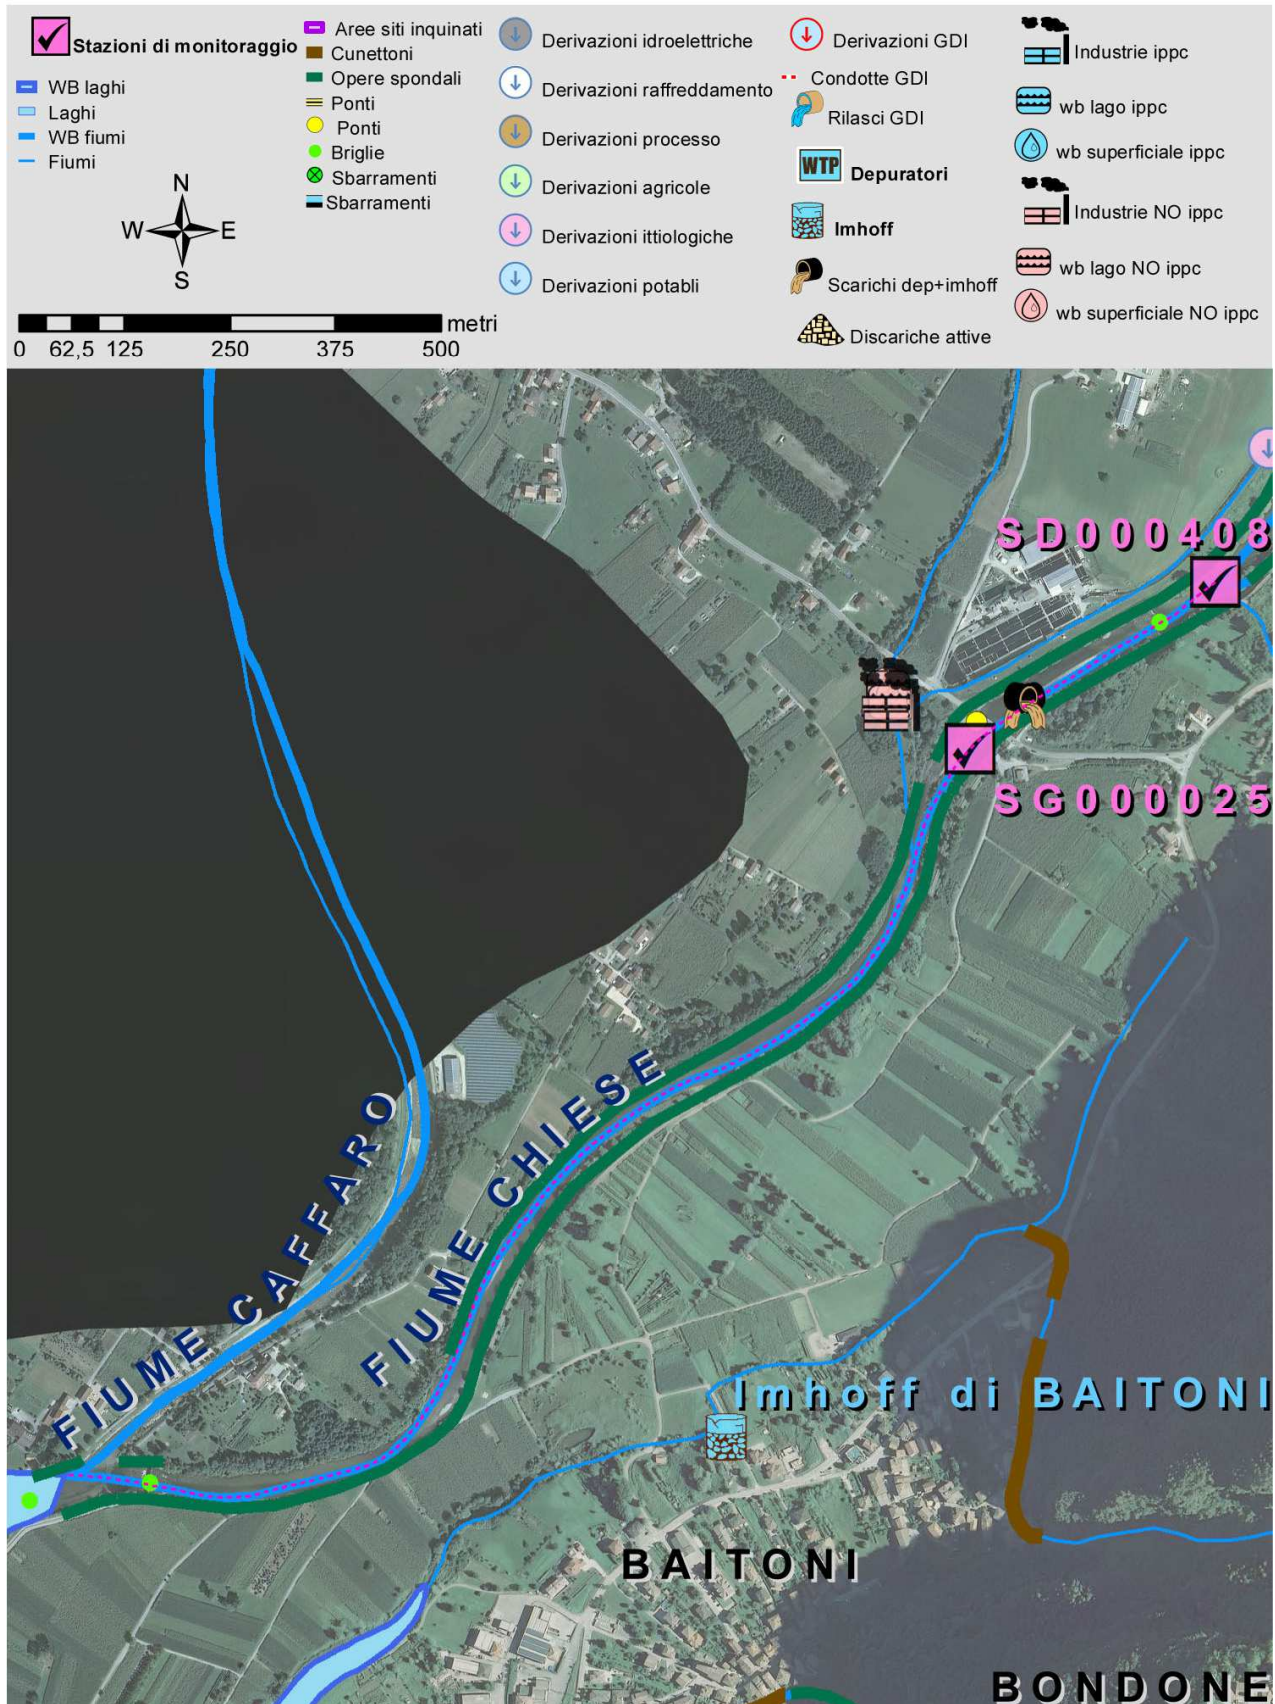 Stazioni di monitoraggio
WB laghi
Laghi
WB fiumi
Fiumi
N
W E
S
metri
0 62,5 125 250 375 500
Aree siti inquinati
Cunettoni
Opere spondali
Ponti
Ponti
Briglie
Sbarramenti
Sbarramenti
Derivazioni idroelettriche
Derivazioni raffreddamento
Derivazioni processo
Derivazioni agricole
Derivazioni ittiologiche
Derivazioni potabli
Derivazioni GDI
Condotte GDI
Rilasci GDI
WTP Depuratori
Imhoff
Scarichi dep+imhoff
Discariche attive
Industrie ippc
wb lago ippc
wb superficiale ippc
Industrie NO ippc
wb lago NO ippc
wb superficiale NO ippc
SD000408
SG000025
FIUME CAFFARO
FIUME CHIESE
Imhoff di BAITONI
BAITONI
BONDONE